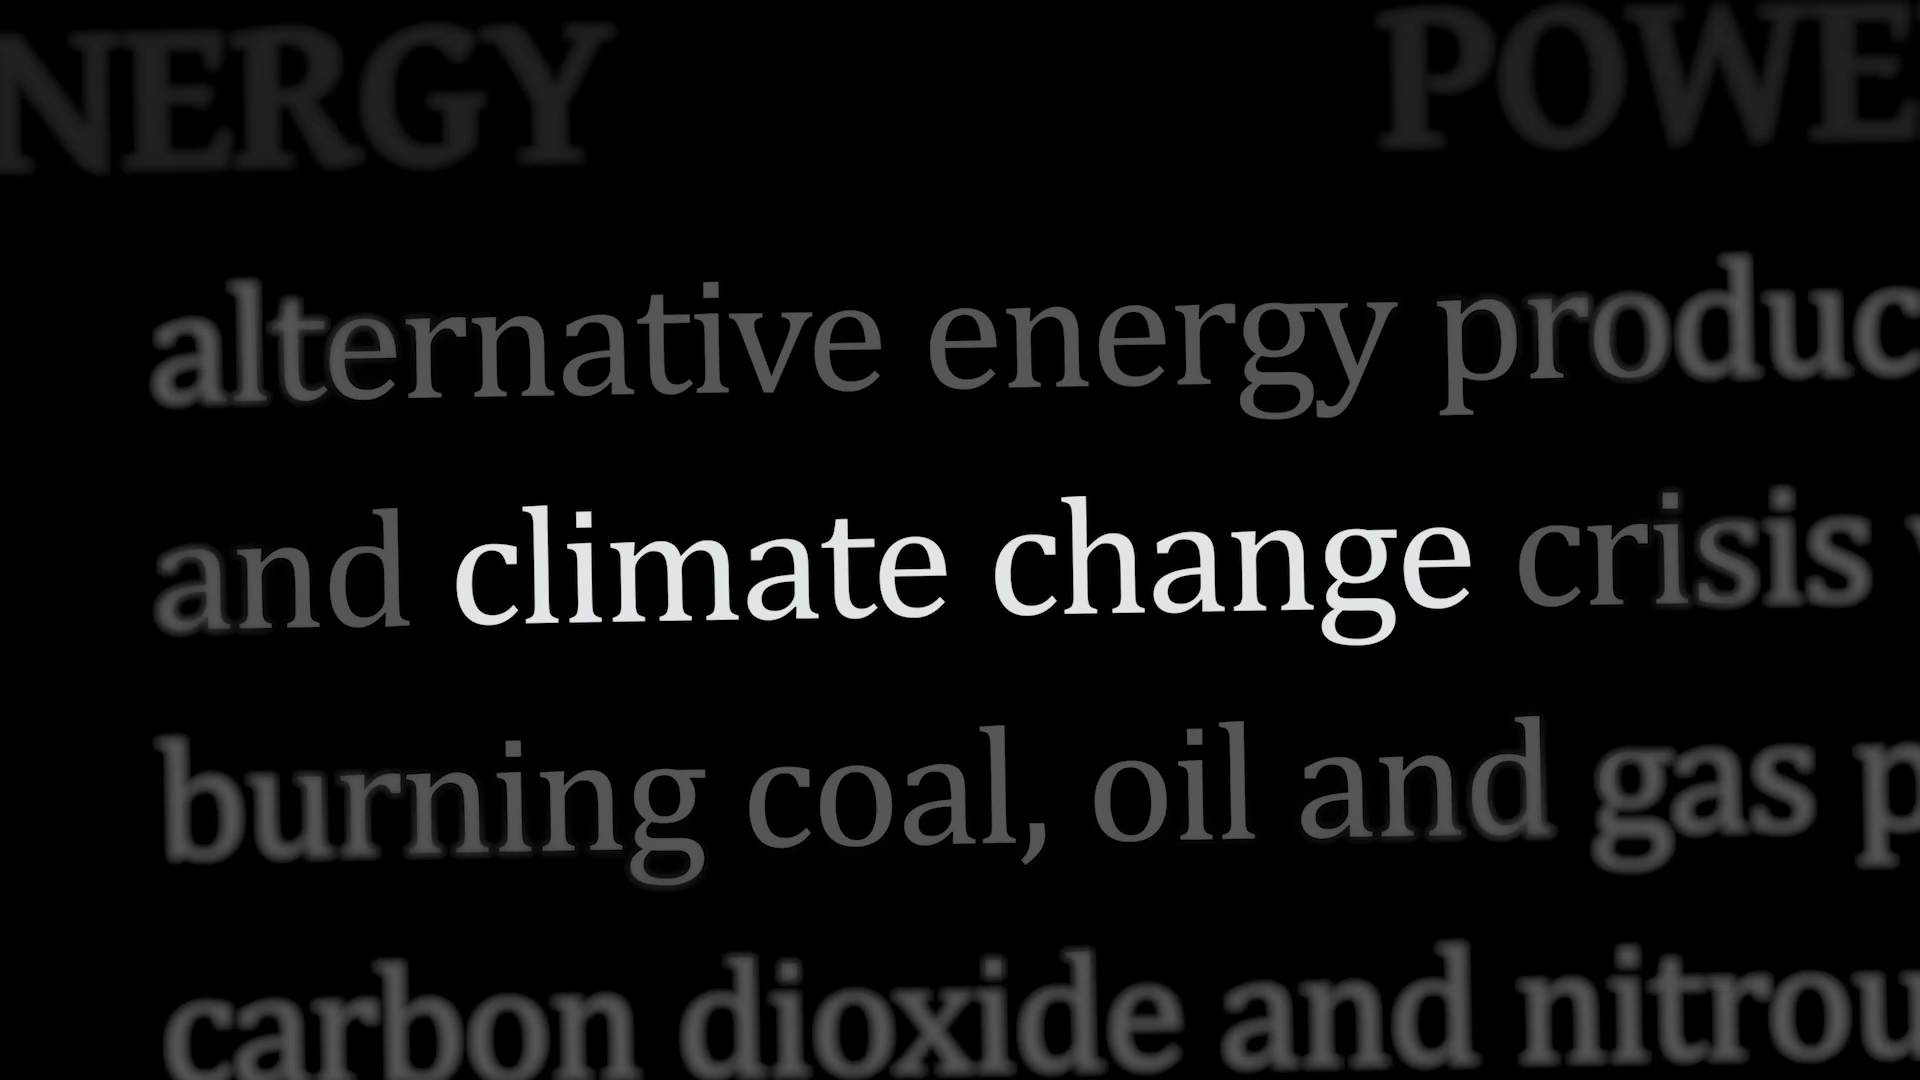 NERGY POWE
alternative energy produc
and climate change crisis
burning coal, oil and gas p
carbon dioxide and nitrou